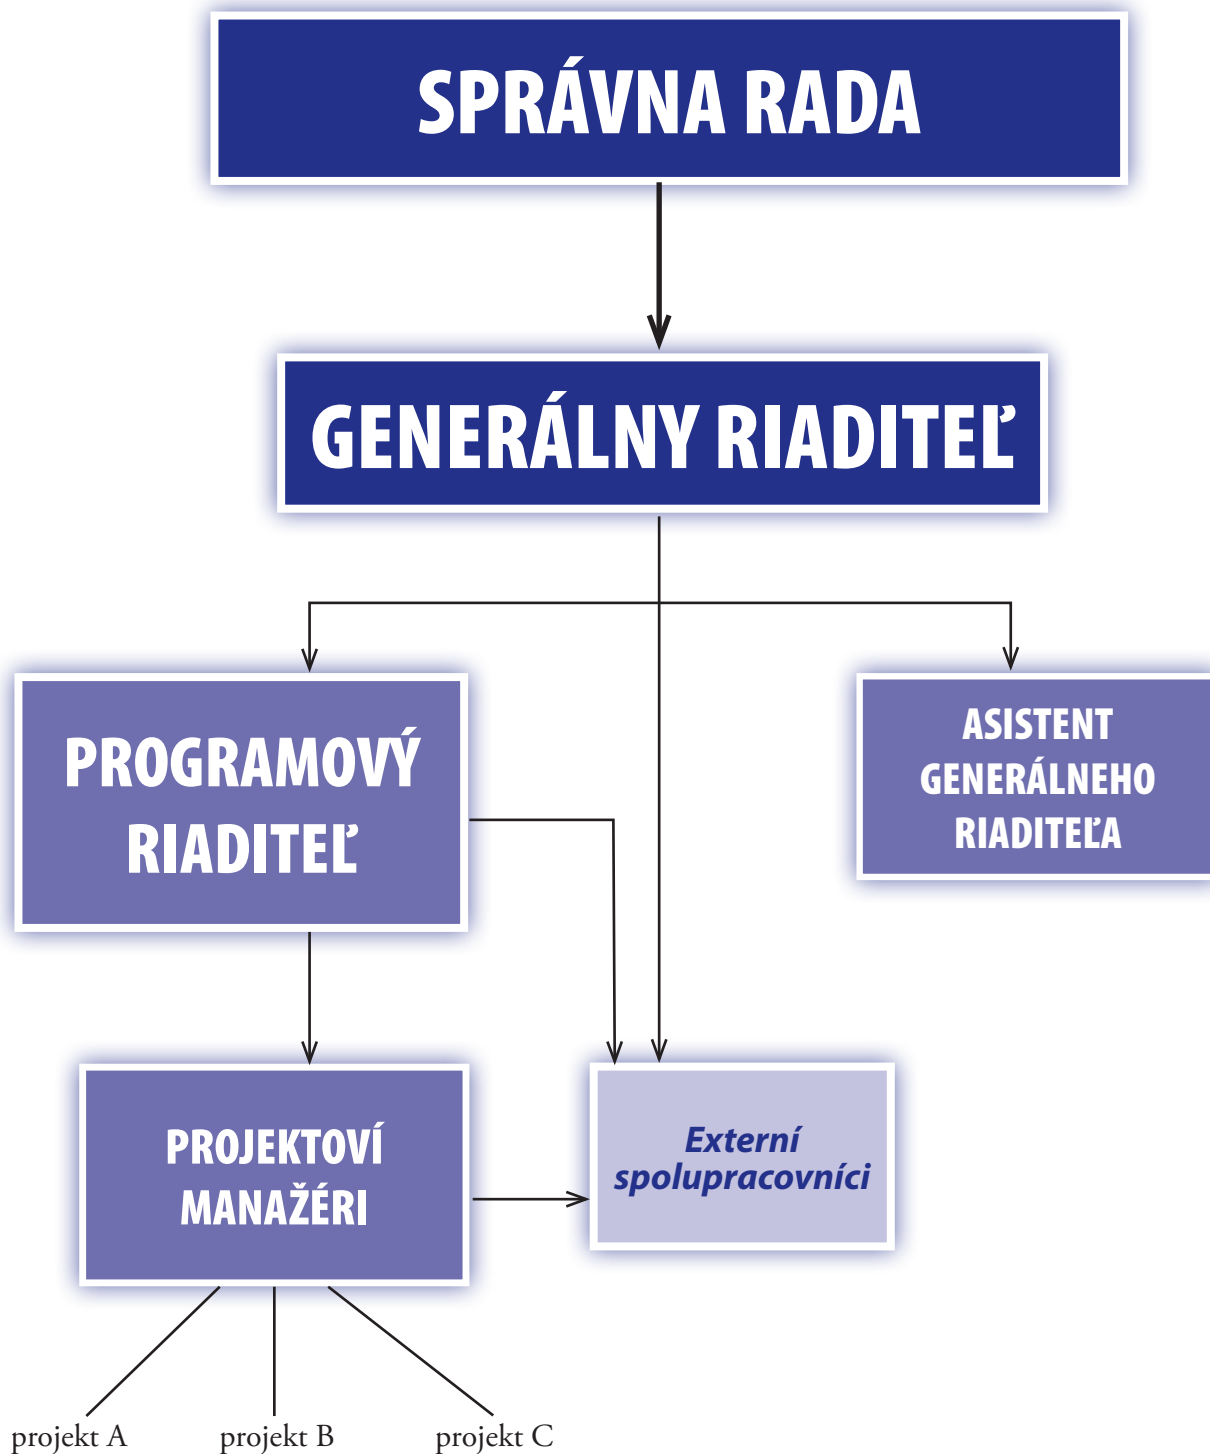 SPRÁVNA RADA
GENERÁLNY RIADITEĽ
PROGRAMOVÝ
RIADITEĽ
ASISTENT
GENERÁLNEHO
RIADITEĽA
PROJEKTOVÍ
MANAŽÉRI
Externí
spolupracovníci
projekt A
projekt B
projekt C